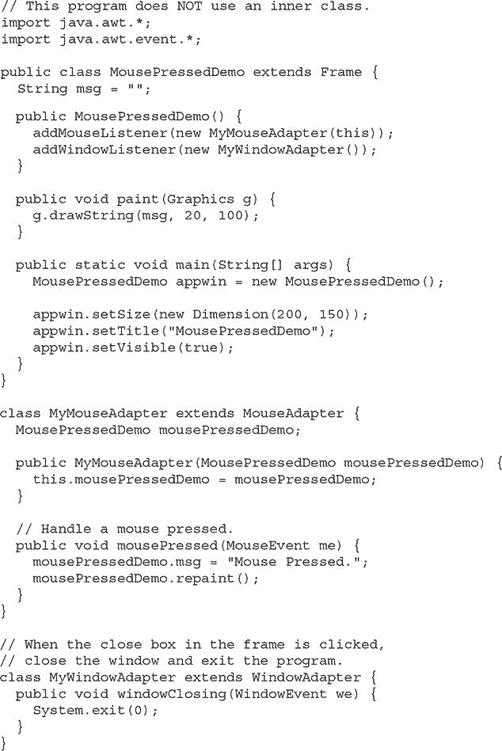 // This program does NOT use an inner class.
import java.awt.*;
import java.awt.event.*;

public class MousePressedDemo extends Frame {
  String msg = "";

  public MousePressedDemo() {
    addMouseListener(new MyMouseAdapter(this));
    addWindowListener(new MyWindowAdapter());
  }

  public void paint(Graphics g) {
    g.drawString(msg, 20, 100);
  }

  public static void main(String[] args) {
    MousePressedDemo appwin = new MousePressedDemo();

    appwin.setSize(new Dimension(200, 150));
    appwin.setTitle("MousePressedDemo");
    appwin.setVisible(true);
  }
}

class MyMouseAdapter extends MouseAdapter {
  MousePressedDemo mousePressedDemo;

  public MyMouseAdapter(MousePressedDemo mousePressedDemo) {
    this.mousePressedDemo = mousePressedDemo;
  }

  // Handle a mouse pressed.
  public void mousePressed(MouseEvent me) {
    mousePressedDemo.msg = "Mouse Pressed.";
    mousePressedDemo.repaint();
  }
}

// When the close box in the frame is clicked,
// close the window and exit the program.
class MyWindowAdapter extends WindowAdapter {
  public void windowClosing(WindowEvent we) {
    System.exit(0);
  }
}